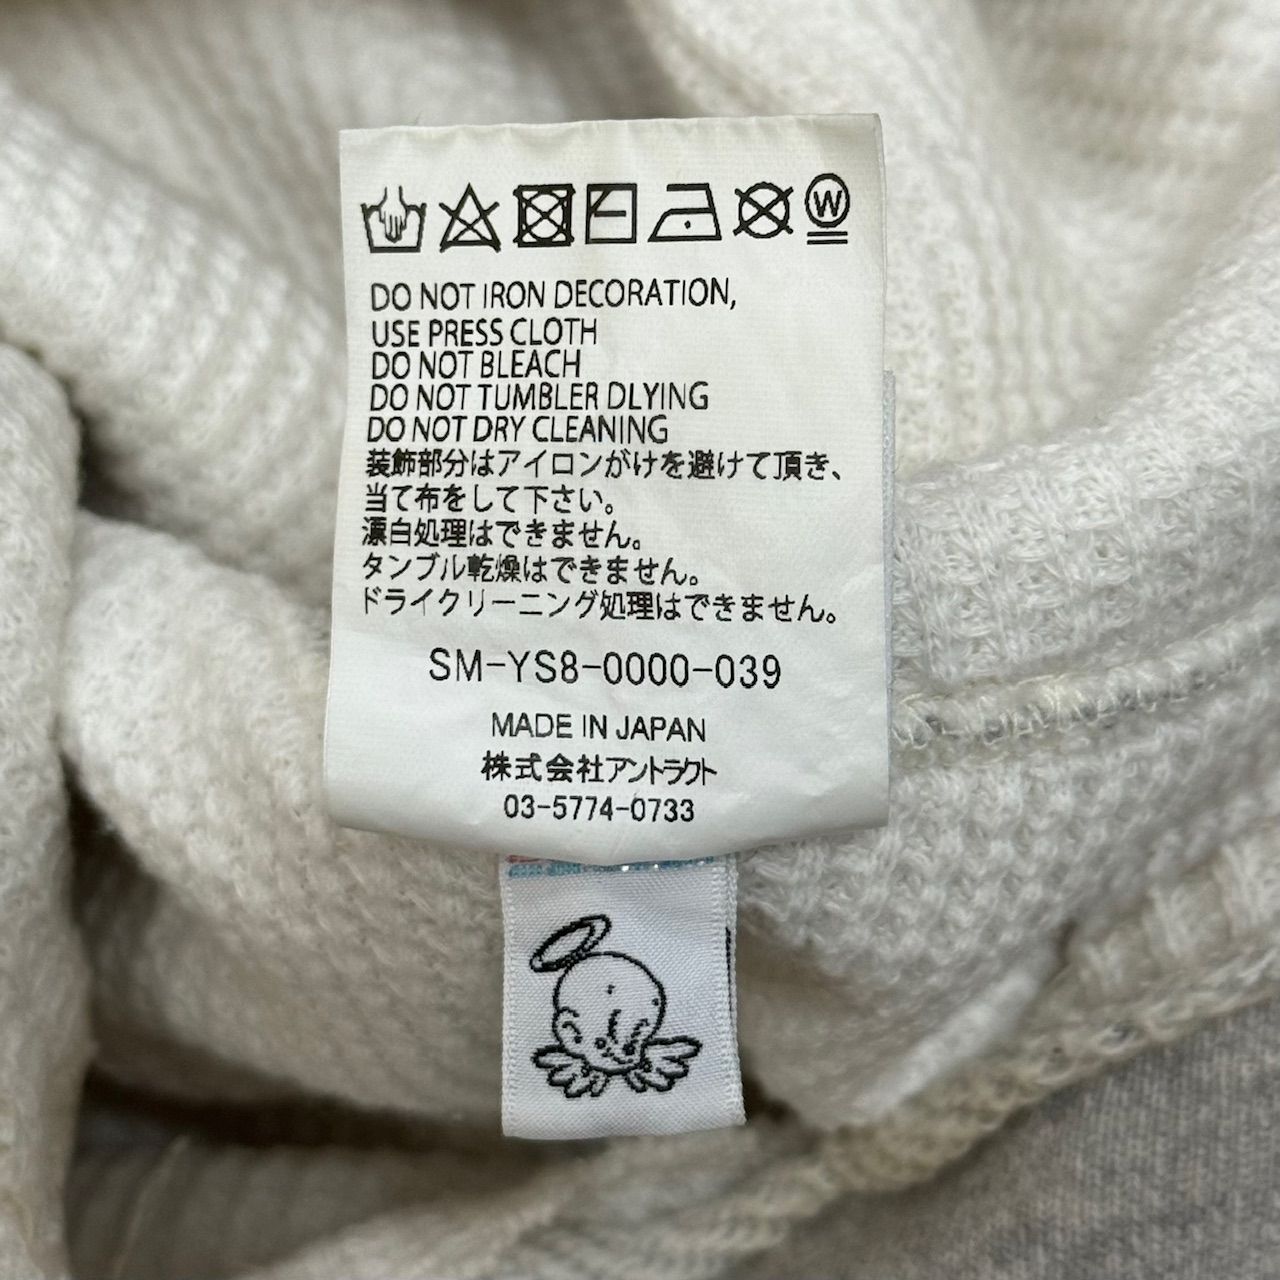 W
DO NOT IRON DECORATION,
USE PRESS CLOTH
DO NOT BLEACH
DO NOT TUMBLER DLYING
DO NOT DRY CLEANING
装飾部分はアイロンがけを避けて頂き、
当て布をして下さい。
漂白処理はできません。
タンブル乾燥はできません。
ドライクリーニング処理はできません。
SM-YS8-0000-039
MADE IN JAPAN
株式会社アントラクト
03-5774-0733